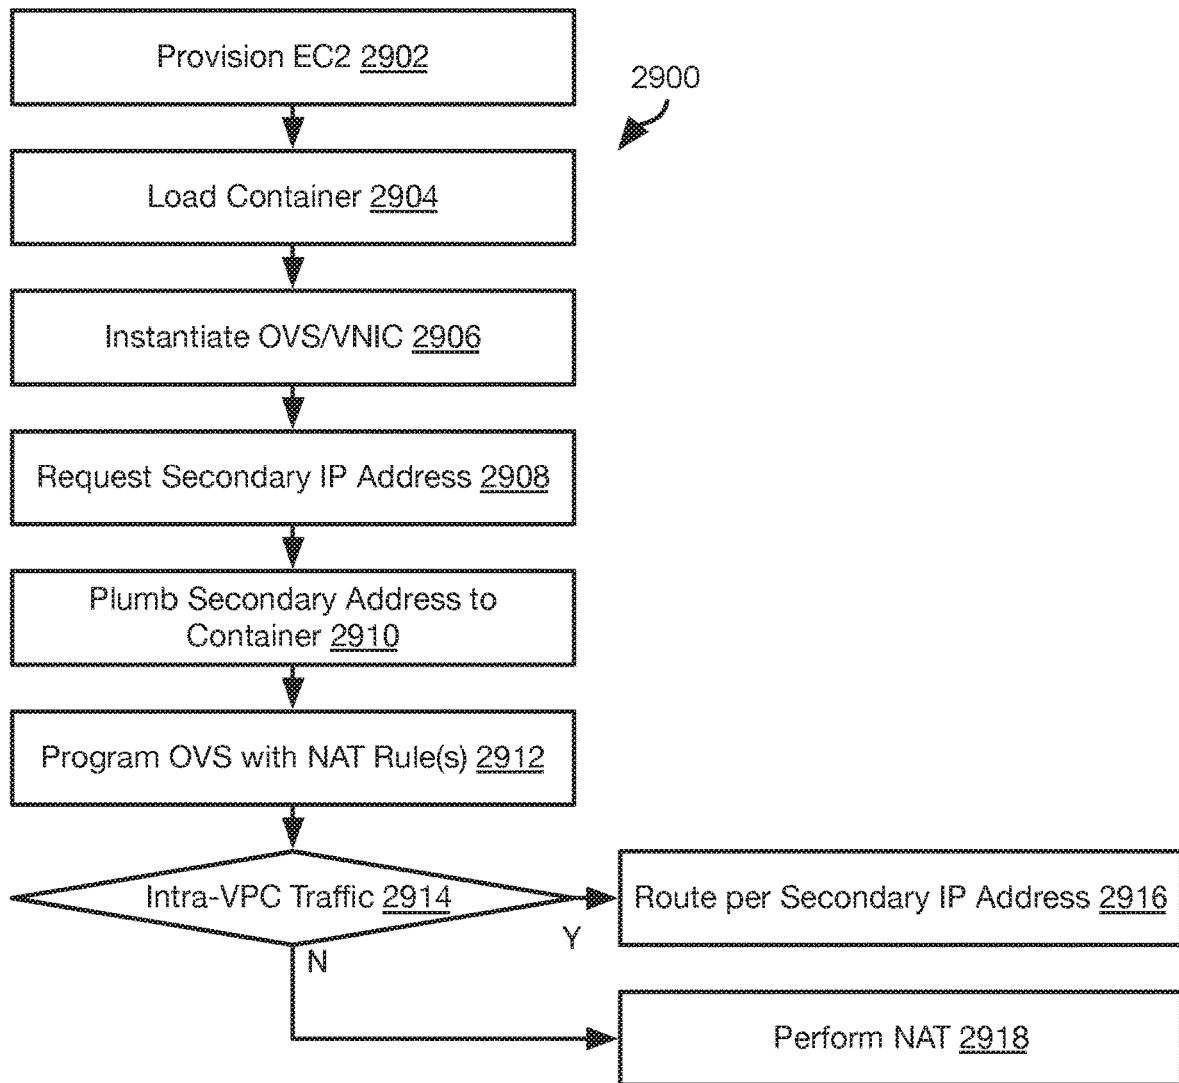 Provision EC2 2902
2900
Load Container 2904
Instantiate OVS/VNIC 2906
Request Secondary IP Address 2908
Plumb Secondary Address to
Container 2910
Program OVS with NAT Rule(s) 2912
Intra-VPC Traffic 2914
Route per Secondary IP Address 2916
Y
N
Perform NAT 2918